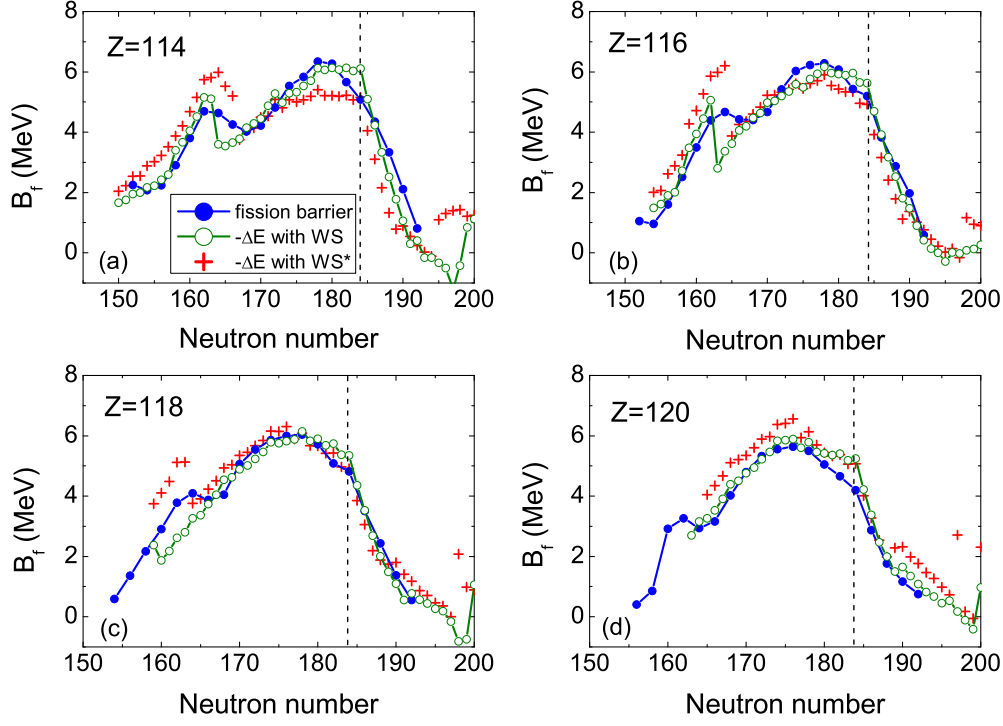 8
6
4
2
0
B_f (MeV)
Z=114
fission barrier
-ΔE with WS
-ΔE with WS*
(a)
150 160 170 180 190 200
Neutron number
8
6
4
2
0
B_f (MeV)
Z=116
(b)
150 160 170 180 190 200
Neutron number
8
6
4
2
0
B_f (MeV)
Z=118
(c)
150 160 170 180 190 200
Neutron number
8
6
4
2
0
B_f (MeV)
Z=120
(d)
150 160 170 180 190 200
Neutron number